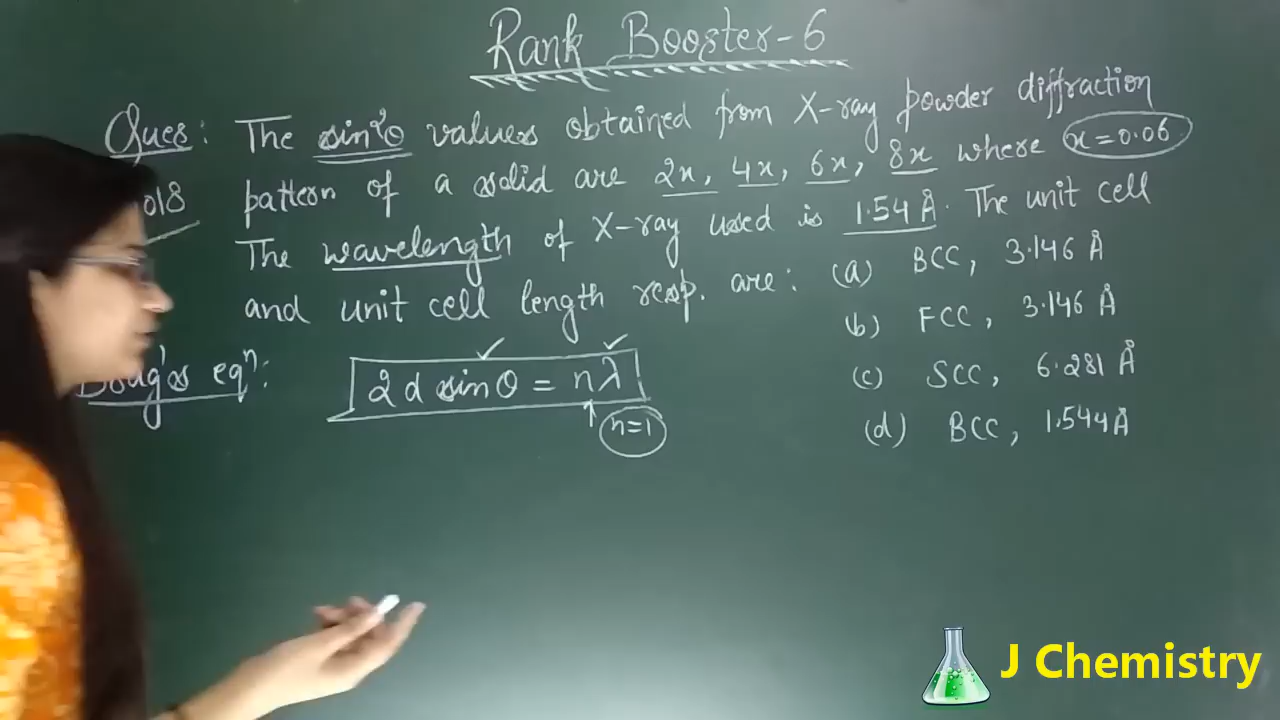 Rank Booster-6
Ques: The sin²θ values obtained from X-ray powder diffraction
018 pattern of a solid are 2x, 4x, 6x, 8x where x=0.06.
The wavelength of X-ray used is 1.54Å. The unit cell
and unit cell length resp. are: (a) BCC, 3.146 Å
(b) FCC, 3.146 Å
(c) SCC, 6.281 Å
(d) BCC, 1.544Å
eqⁿ: 2d sinθ = nλ
n=1
J Chemistry